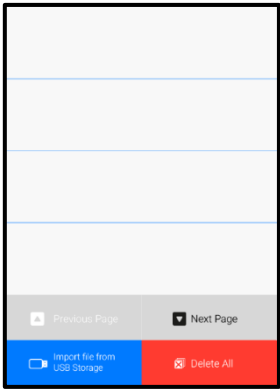 Previous Page
Next Page
Import file from
USB Storage
Delete All